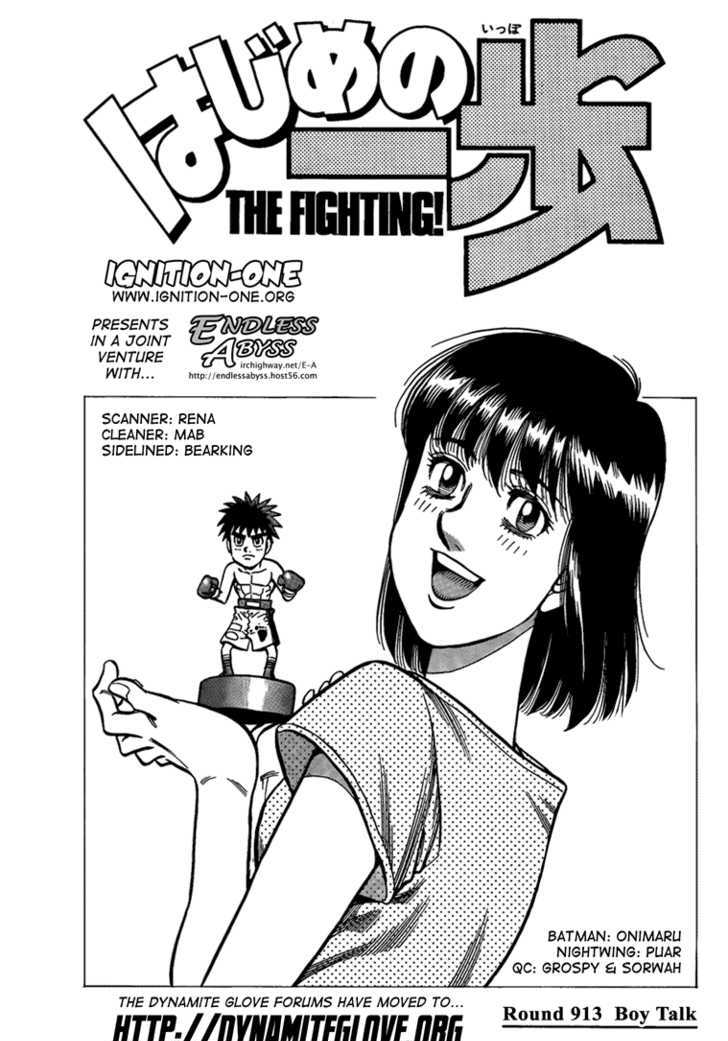 いっぽ
はじめの一歩
THE FIGHTING!
IGNITION-ONE
WWW.IGNITION-ONE.ORG
PRESENTS
IN A JOINT
VENTURE
WITH...
ENDLESS
ABYSS
irchighway.net/E-A
http://endlessabyss.host56.com
SCANNER: RENA
CLEANER: MAB
SIDELINED: BEARKING
BATMAN: ONIMARU
NIGHTWING: PUAR
QC: GROSPY & SORWAH
THE DYNAMITE GLOVE FORUMS HAVE MOVED TO...
HTTP://DYNAMITEGLOVE.ORG
Round 913 Boy Talk